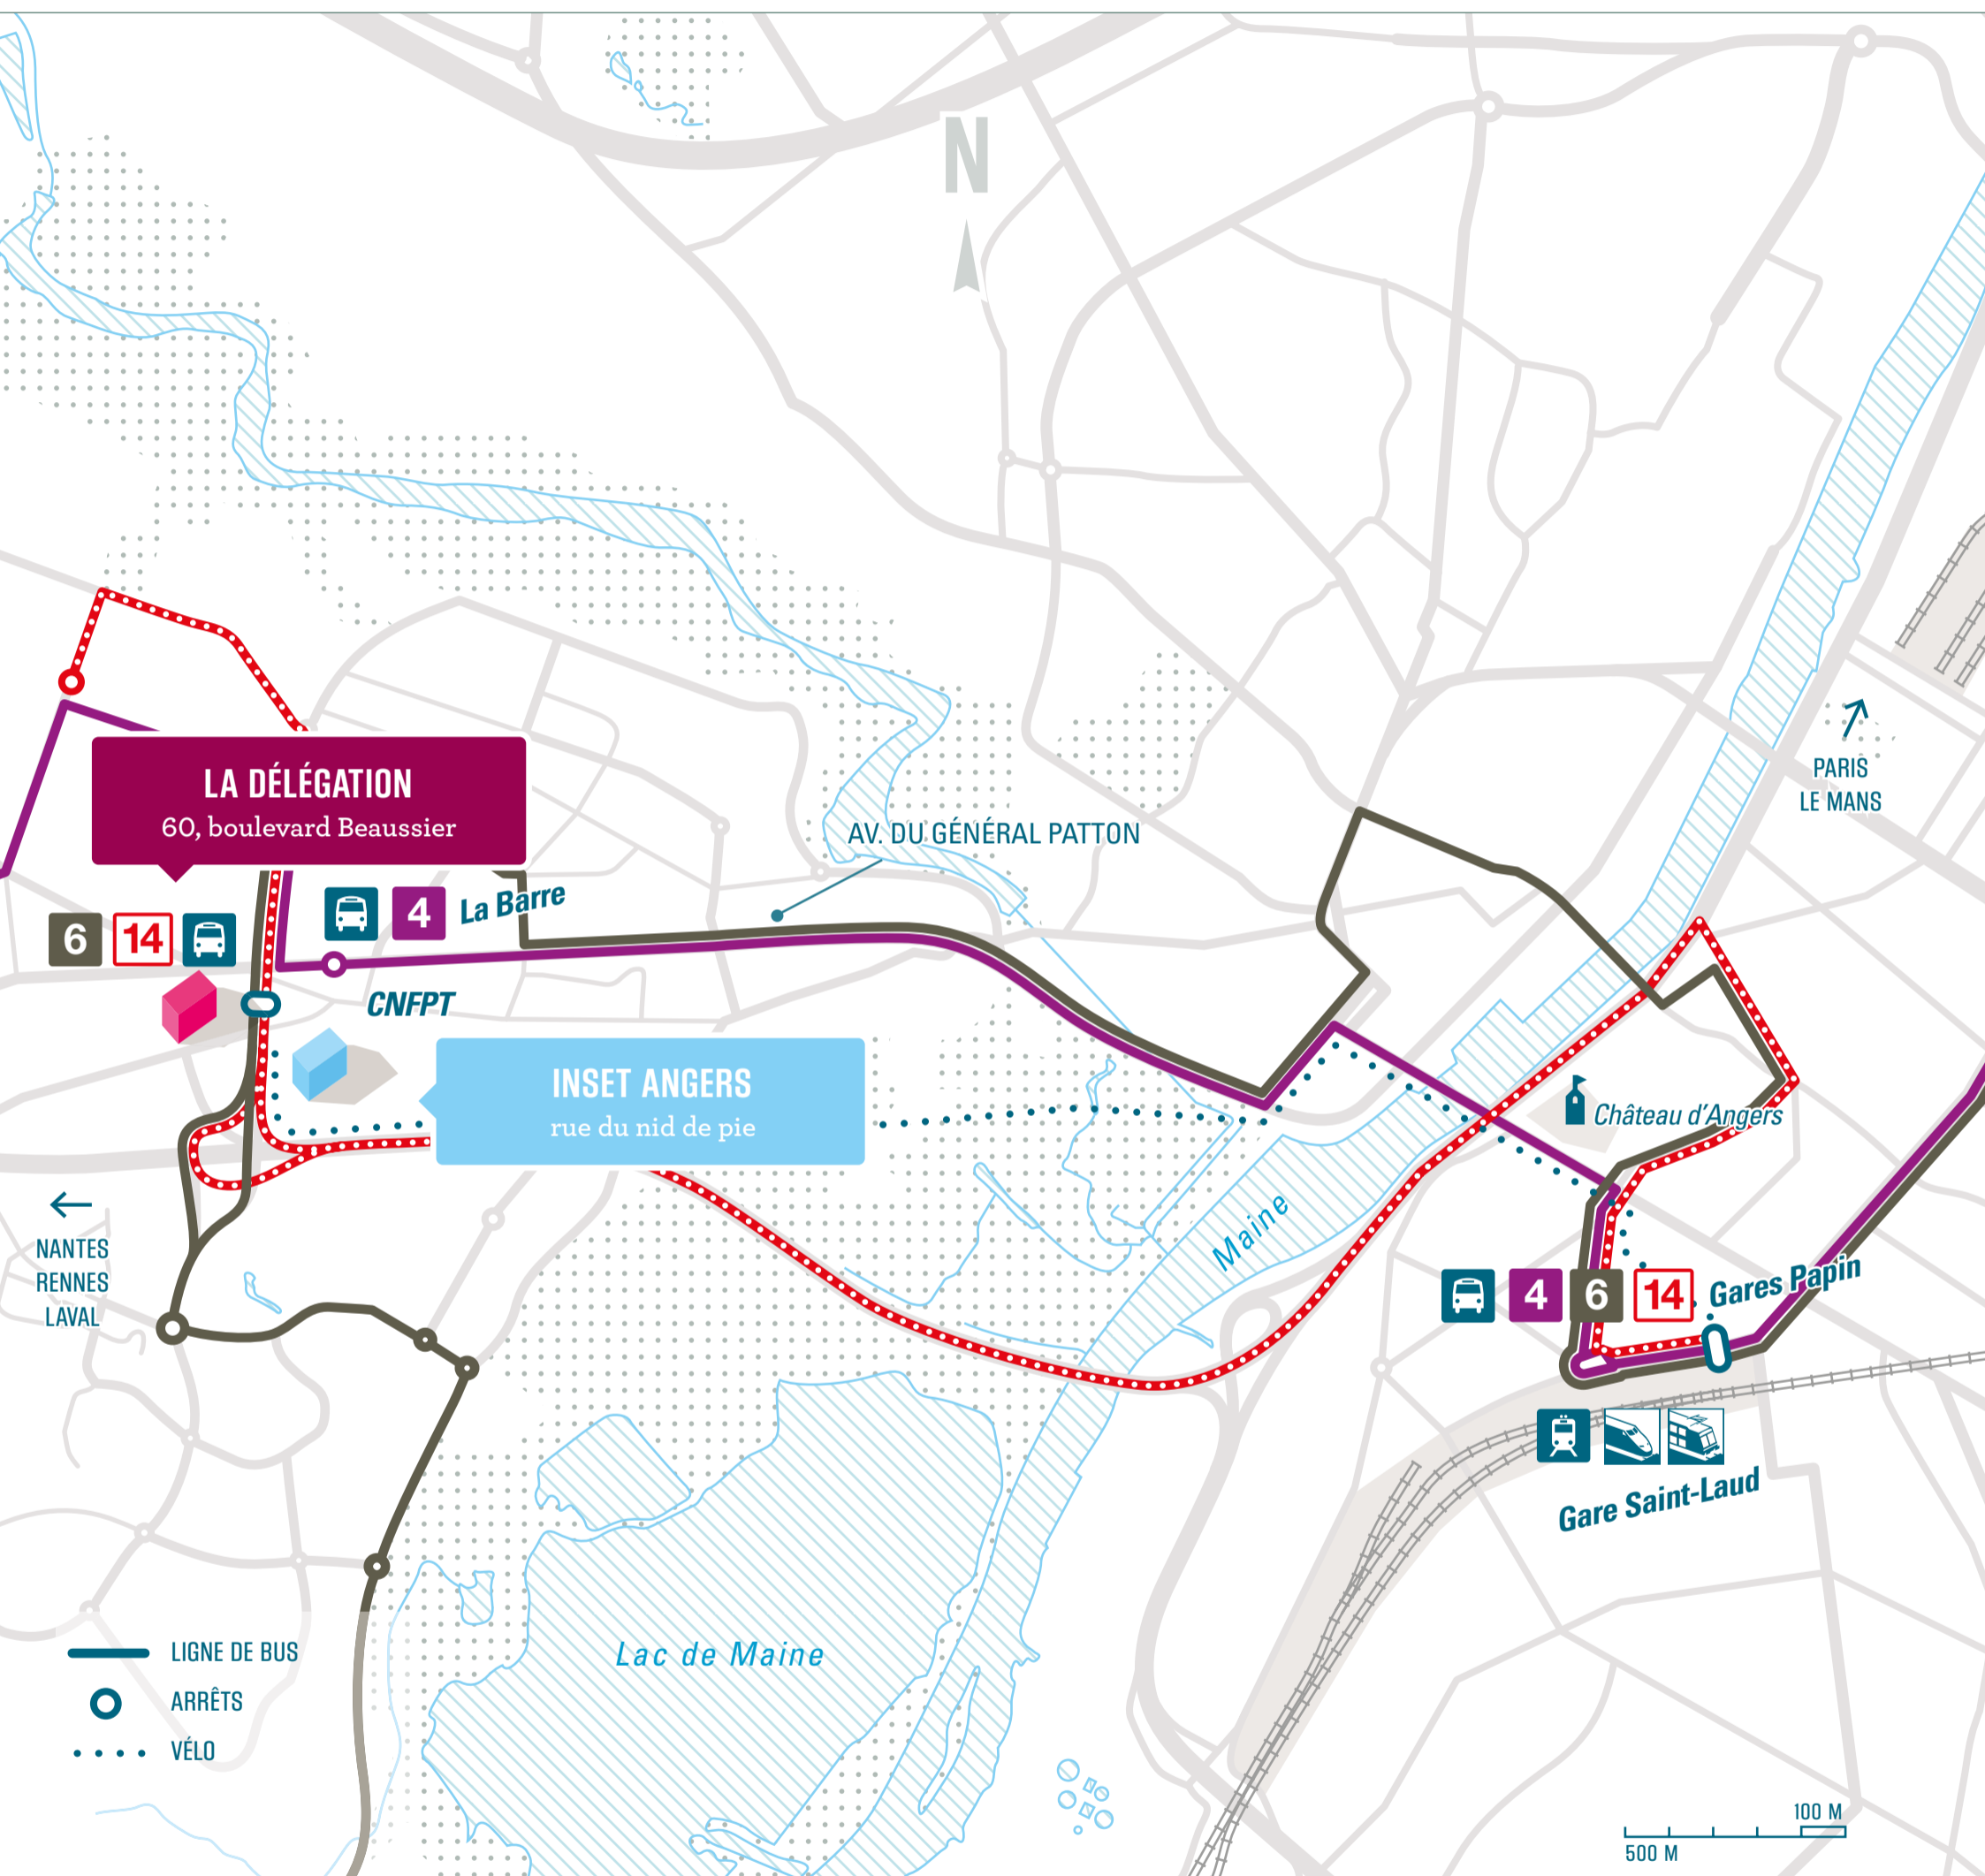 N
PARIS
LE MANS
LA DÉLÉGATION
60, boulevard Beaussier
AV. DU GÉNÉRAL PATTON
6 14
4 La Barre
CNFPT
INSET ANGERS
rue du nid de pie
Château d'Angers
NANTES
RENNES
LAVAL
Maine
4 6 14 Gares Papin
Gare Saint-Laud
Lac de Maine
LIGNE DE BUS
ARRÊTS
VÉLO
100 M
500 M